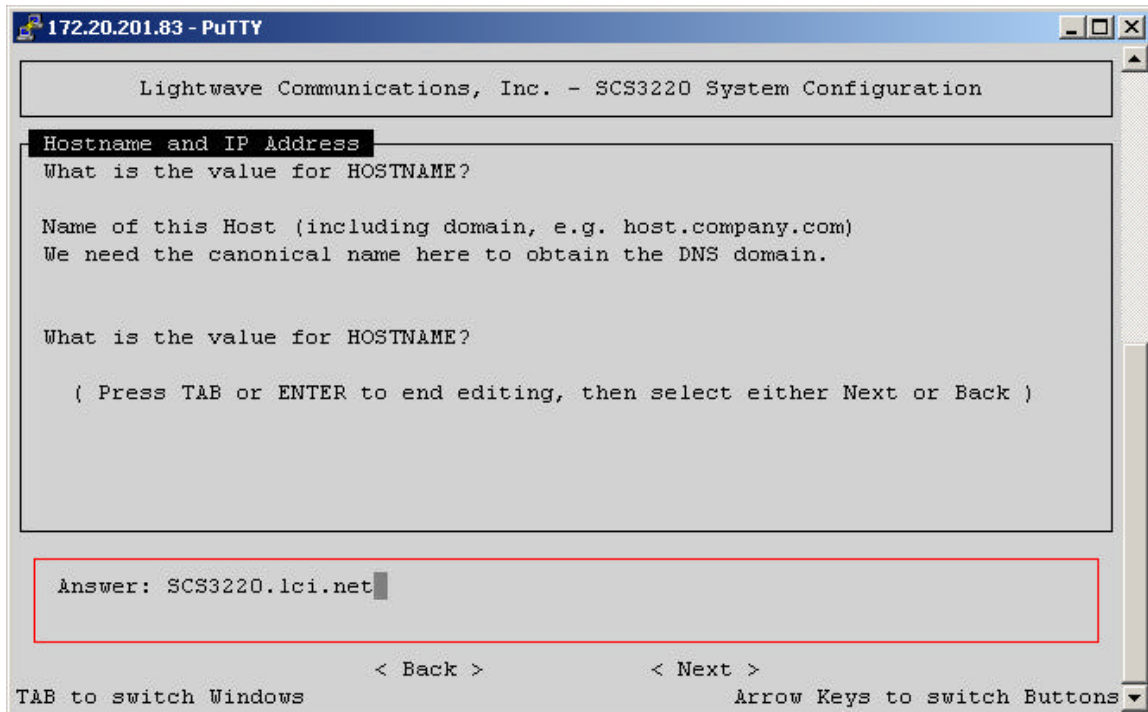 172.20.201.83 - PuTTY
Lightwave Communications, Inc. - SCS3220 System Configuration
Hostname and IP Address
What is the value for HOSTNAME?
Name of this Host (including domain, e.g. host.company.com)
We need the canonical name here to obtain the DNS domain.
What is the value for HOSTNAME?
( Press TAB or ENTER to end editing, then select either Next or Back )
Answer: SCS3220.lci.net
< Back > < Next >
TAB to switch Windows Arrow Keys to switch Buttons